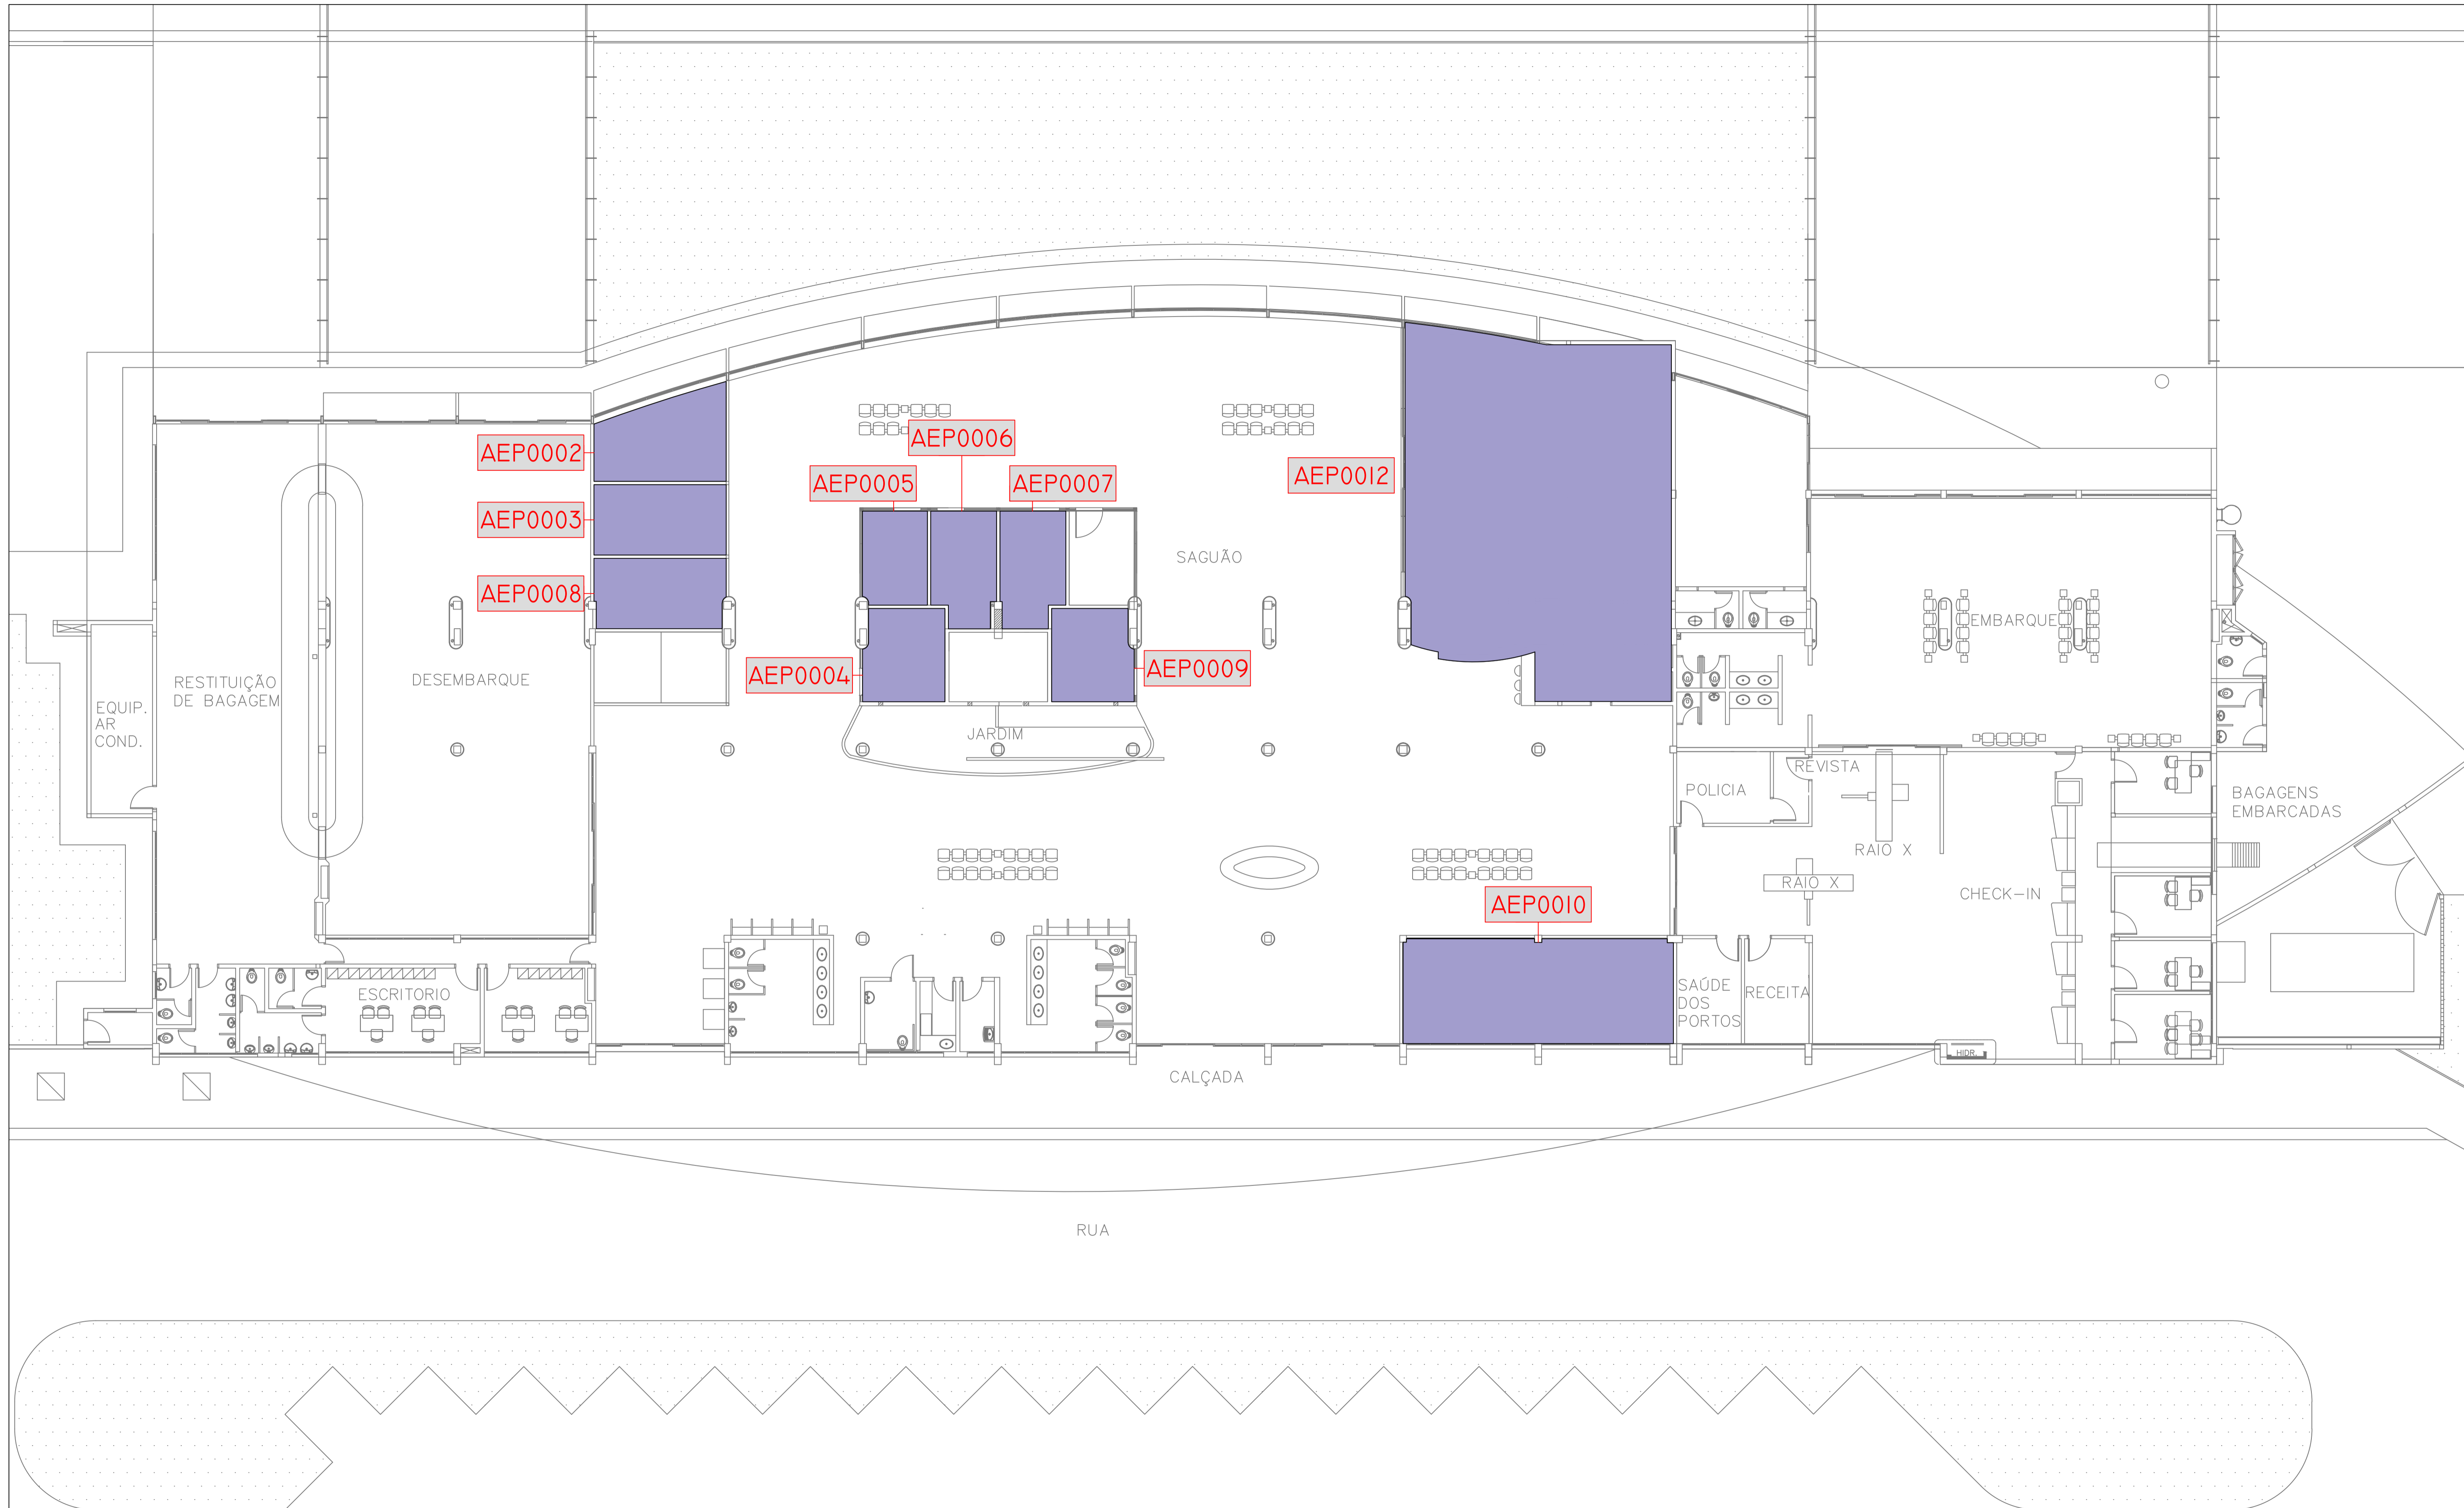 AEP0006
AEP0002
AEP0005
AEP0007
AEP0012
AEP0003
SAGUÃO
AEP0008
EMBARQUE
AEP0004
AEP0009
RESTITUIÇÃO
DE BAGAGEM
DESEMBARQUE
EQUIP.
AR
COND.
JARDIM
REVISTA
POLICIA
BAGAGENS
EMBARCADAS
RAIO X
RAIO X
CHECK-IN
AEP0010
ESCRITORIO
SAÚDE
DOS
PORTOS
RECEITA
HIDR.
CALÇADA
RUA